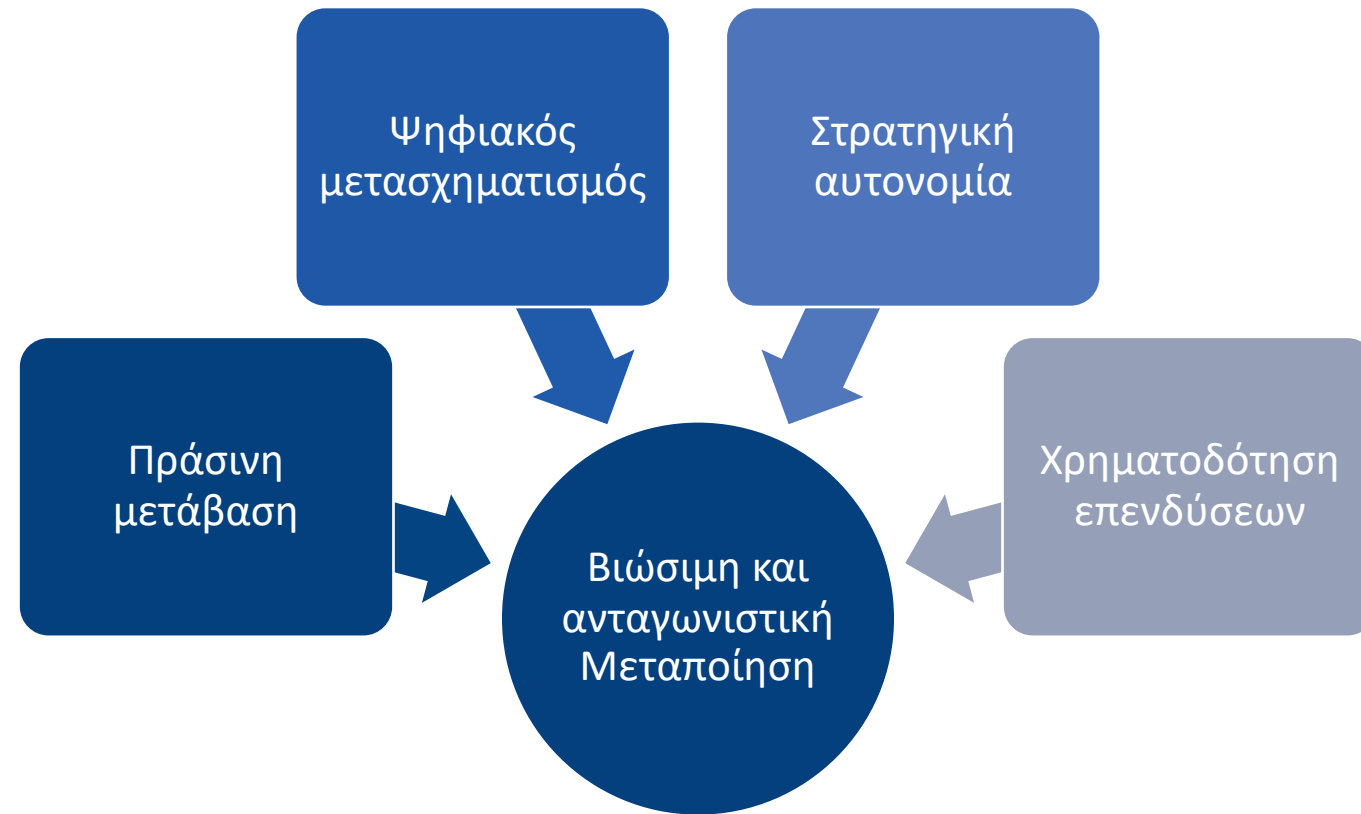 Ψηφιακός
μετασχηματισμός
Στρατηγική
αυτονομία
Πράσινη
μετάβαση
Χρηματοδότηση
επενδύσεων
Βιώσιμη και
ανταγωνιστική
Μεταποίηση